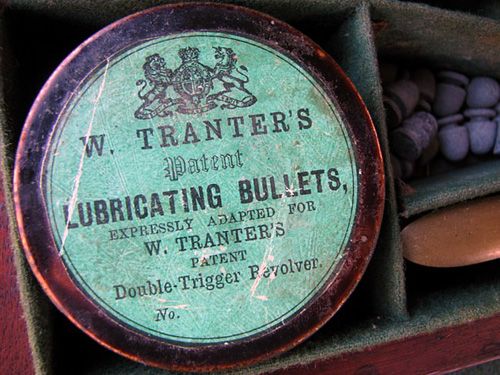 W. TRANTER'S
Patent
LUBRICATING BULLETS,
EXPRESSLY ADAPTED FOR
W. TRANTER'S
PATENT
Double-Trigger Revolver.
No.